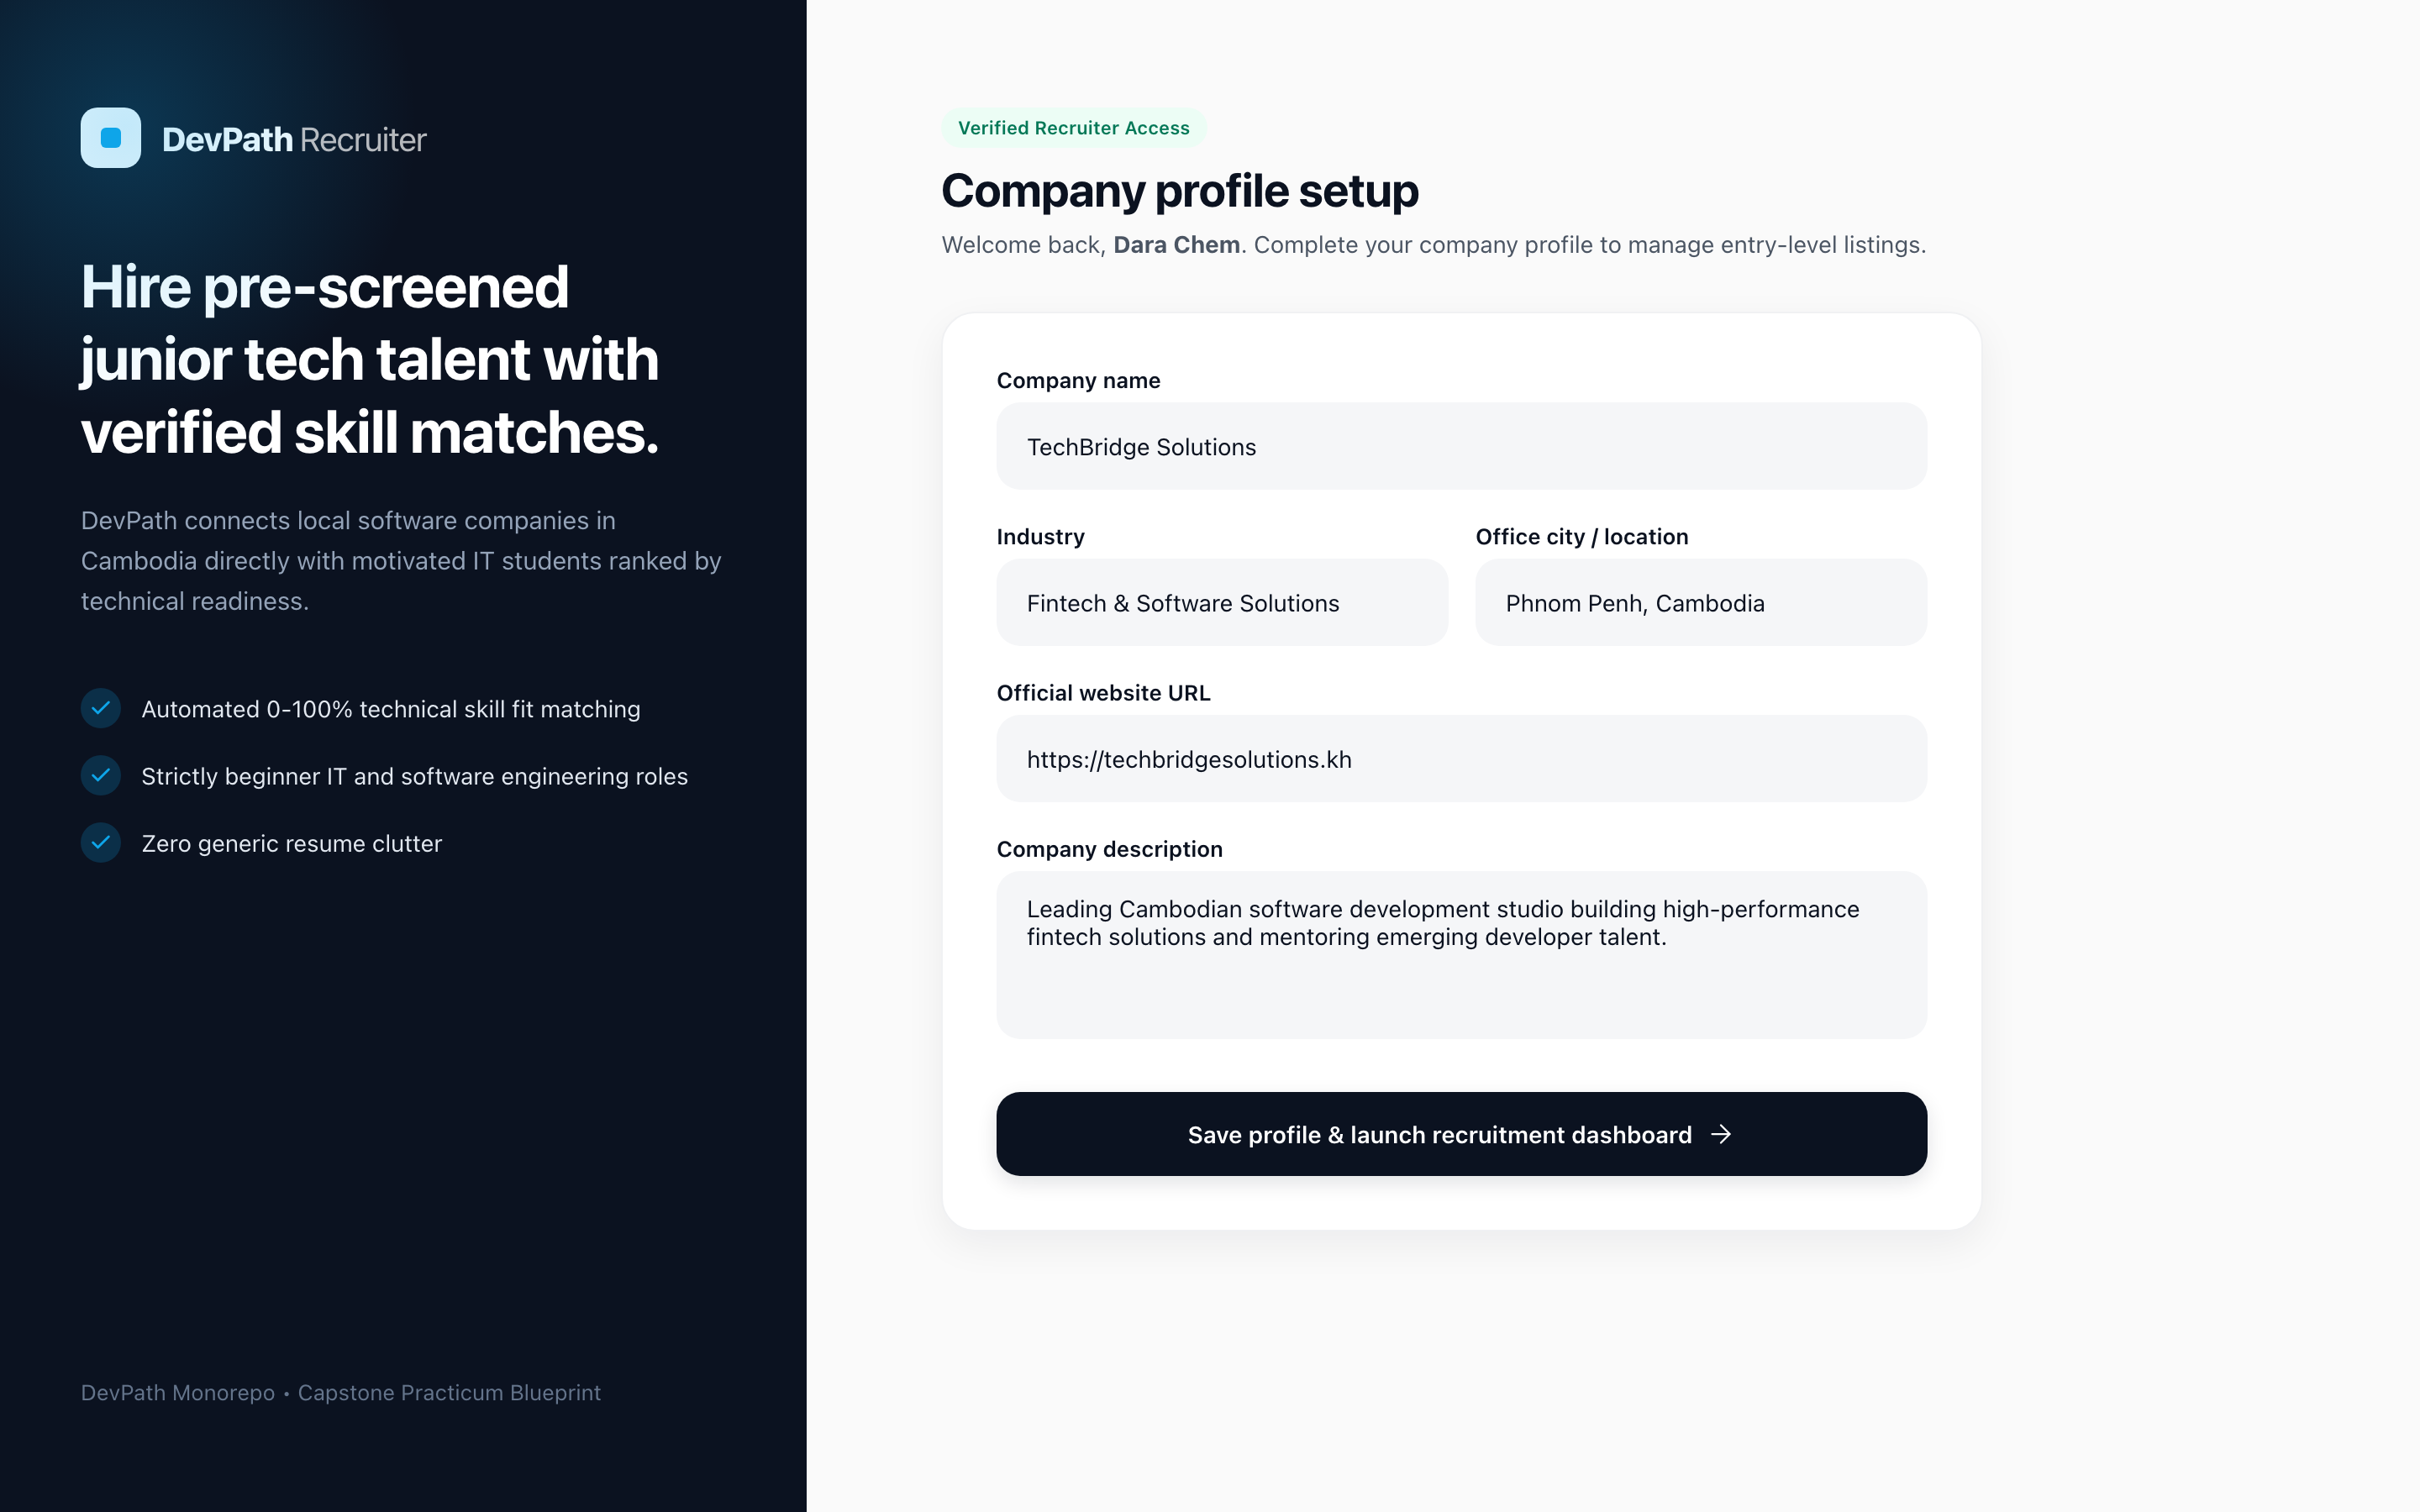 DevPath Recruiter
Hire pre-screened
junior tech talent with
verified skill matches.
DevPath connects local software companies in
Cambodia directly with motivated IT students ranked by
technical readiness.
Automated 0-100% technical skill fit matching
Strictly beginner IT and software engineering roles
Zero generic resume clutter
DevPath Monorepo • Capstone Practicum Blueprint
Verified Recruiter Access
Company profile setup
Welcome back, Dara Chem. Complete your company profile to manage entry-level listings.
Company name
TechBridge Solutions
Industry
Fintech & Software Solutions
Office city / location
Phnom Penh, Cambodia
Official website URL
https://techbridgesolutions.kh
Company description
Leading Cambodian software development studio building high-performance
fintech solutions and mentoring emerging developer talent.
Save profile & launch recruitment dashboard →